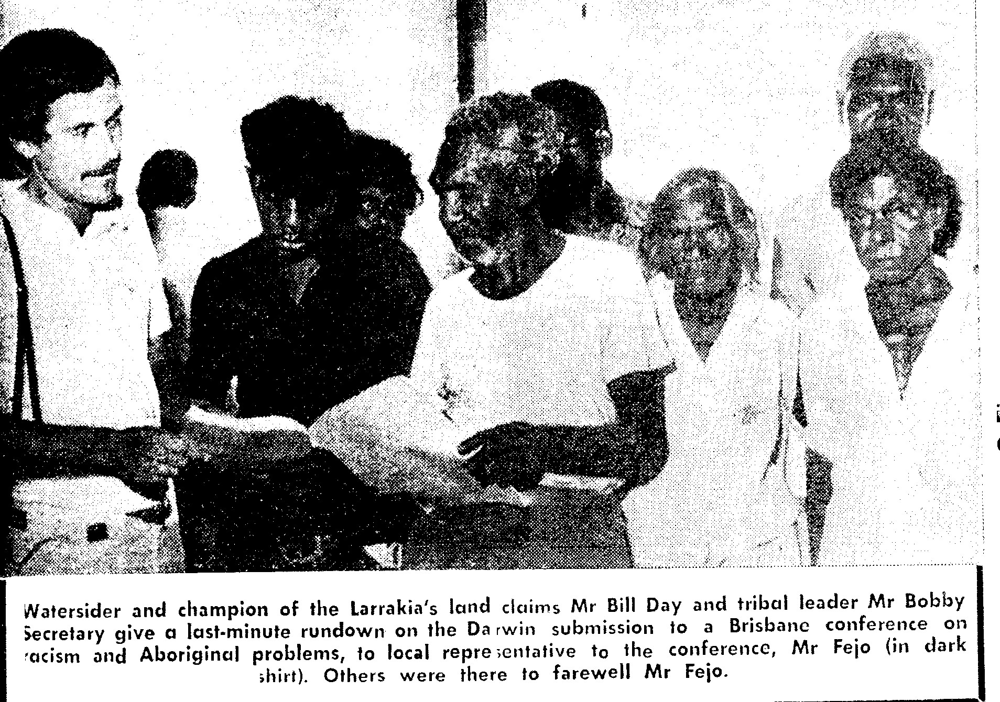 Watersider and champion of the Larrakia's land claims Mr Bill Day and tribal leader Mr Bobby
Secretary give a last-minute rundown on the Darwin submission to a Brisbane conference on
racism and Aboriginal problems, to local representative to the conference, Mr Fejo (in dark
shirt). Others were there to farewell Mr Fejo.